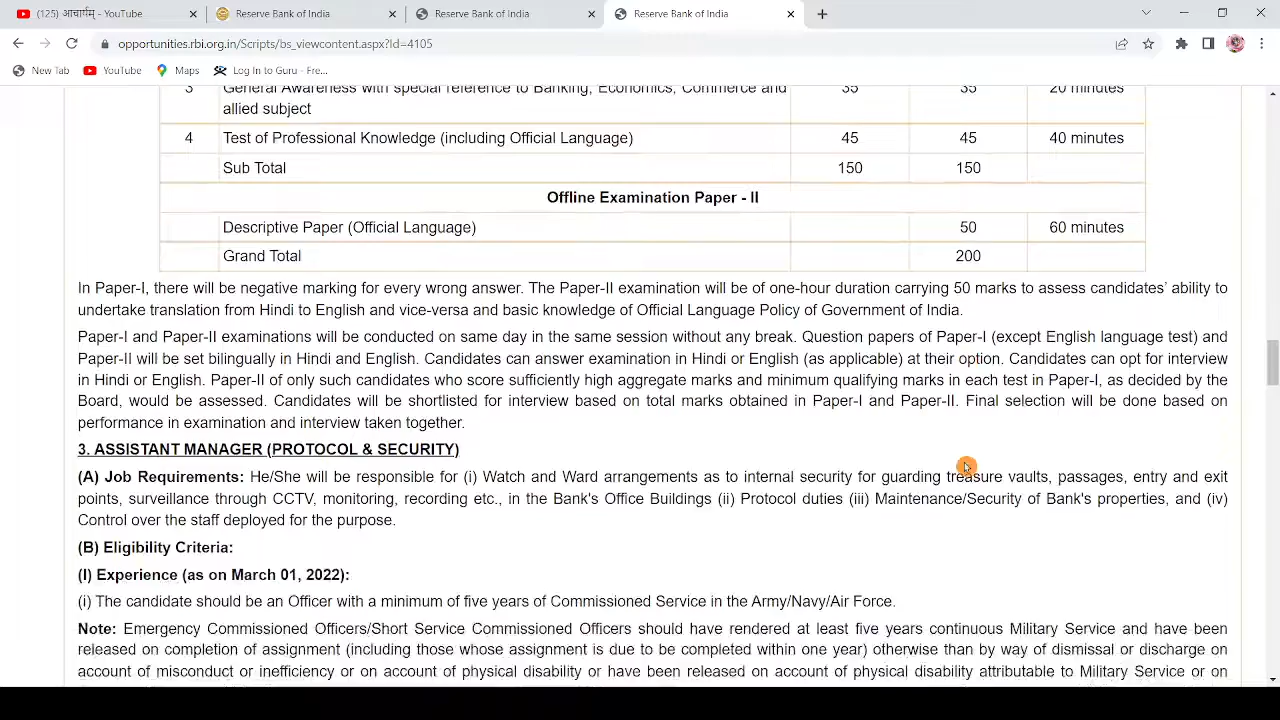 (125) आचार्यम् - YouTube
Reserve Bank of India
Reserve Bank of India
Reserve Bank of India
opportunities.rbi.org.in/Scripts/bs_viewcontent.aspx?Id=4105
New Tab
YouTube
Maps
Log In to Guru - Fre...
3 General Awareness with special reference to Banking, Economics, Commerce and 35 35 20 minutes
allied subject
4 Test of Professional Knowledge (including Official Language) 45 45 40 minutes
Sub Total 150 150
Offline Examination Paper - II
Descriptive Paper (Official Language) 50 60 minutes
Grand Total 200
In Paper-I, there will be negative marking for every wrong answer. The Paper-II examination will be of one-hour duration carrying 50 marks to assess candidates' ability to
undertake translation from Hindi to English and vice-versa and basic knowledge of Official Language Policy of Government of India.
Paper-I and Paper-II examinations will be conducted on same day in the same session without any break. Question papers of Paper-I (except English language test) and
Paper-II will be set bilingually in Hindi and English. Candidates can answer examination in Hindi or English (as applicable) at their option. Candidates can opt for interview
in Hindi or English. Paper-II of only such candidates who score sufficiently high aggregate marks and minimum qualifying marks in each test in Paper-I, as decided by the
Board, would be assessed. Candidates will be shortlisted for interview based on total marks obtained in Paper-I and Paper-II. Final selection will be done based on
performance in examination and interview taken together.
3. ASSISTANT MANAGER (PROTOCOL & SECURITY)
(A) Job Requirements: He/She will be responsible for (i) Watch and Ward arrangements as to internal security for guarding treasure vaults, passages, entry and exit
points, surveillance through CCTV, monitoring, recording etc., in the Bank's Office Buildings (ii) Protocol duties (iii) Maintenance/Security of Bank's properties, and (iv)
Control over the staff deployed for the purpose.
(B) Eligibility Criteria:
(I) Experience (as on March 01, 2022):
(i) The candidate should be an Officer with a minimum of five years of Commissioned Service in the Army/Navy/Air Force.
Note: Emergency Commissioned Officers/Short Service Commissioned Officers should have rendered at least five years continuous Military Service and have been
released on completion of assignment (including those whose assignment is due to be completed within one year) otherwise than by way of dismissal or discharge on
account of misconduct or inefficiency or on account of physical disability or have been released on account of physical disability attributable to Military Service or on